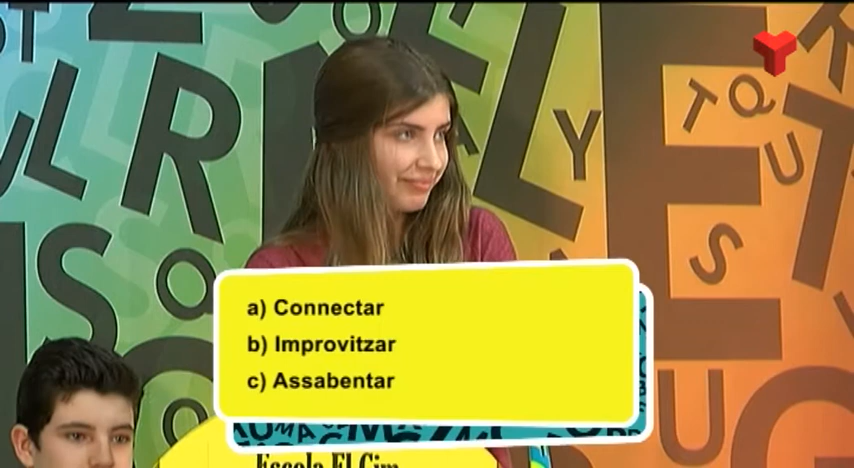 a) Connectar
b) Improvitzar
c) Assabentar
Escola El Cim